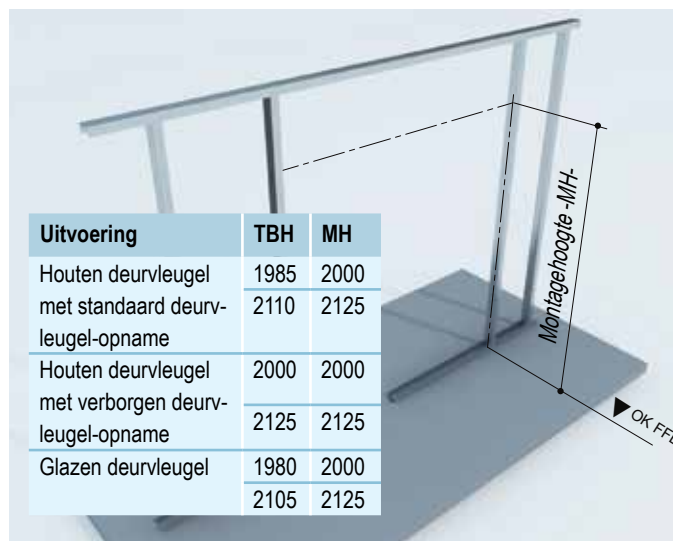 Uitvoering TBH MH
Houten deurvleugel 1985 2000
met standaard deurv- 2110 2125
leugel-opname
Houten deurvleugel 2000 2000
met verborgen deurv-
leugel-opname 2125 2125
Glazen deurvleugel 1980 2000
2105 2125
Montagehoogte -MH-
OK FFL